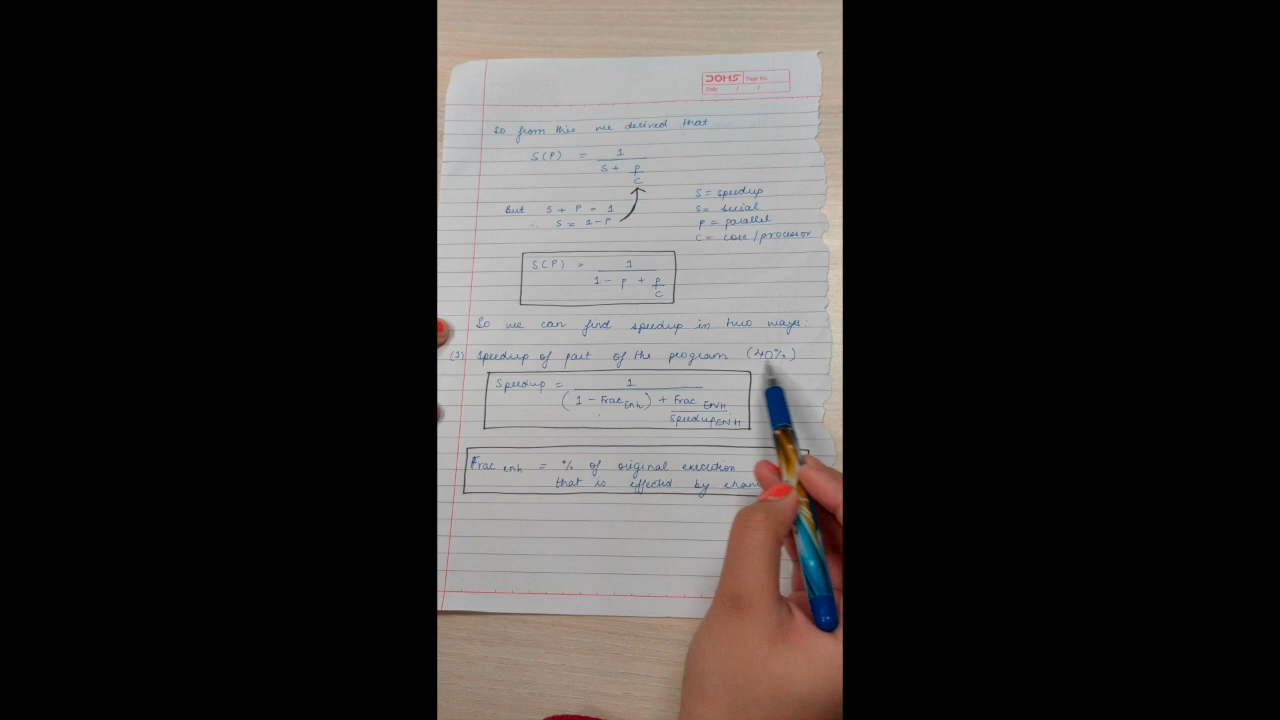 DOMS Page No.
Date / /
So from this we derived that
S(P) = 1
S + P
C
But S + P = 1
∴ S = 1 - P
S = speedup
S = serial
P = parallel
C = core / processor
S(P) = 1
1 - P + P
C
So we can find speedup in two ways:
(1) Speedup of part of the program (40%)
Speedup = 1
(1 - Frac Enh) + Frac ENH
Speedup ENH
Frac enh = % of original execution
that is effected by